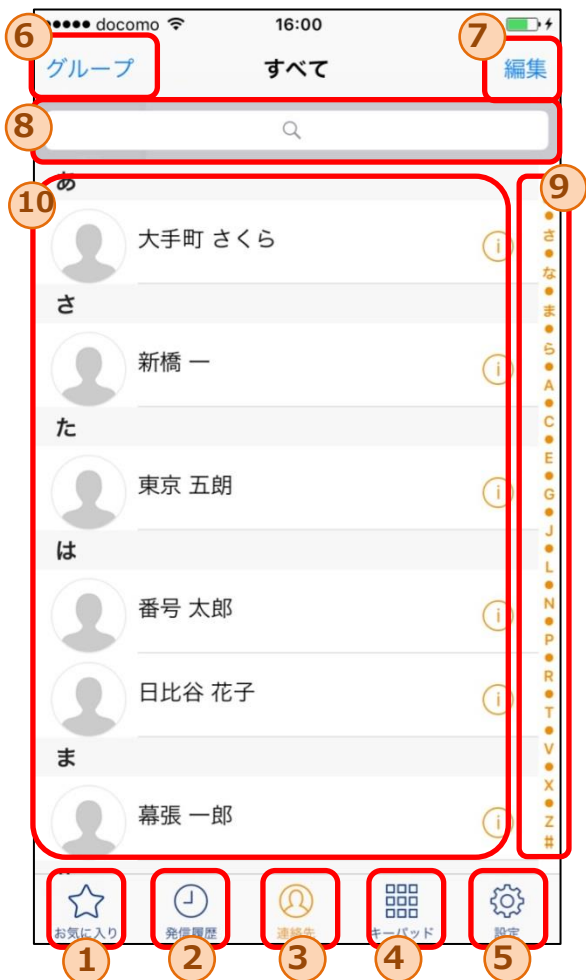 docomo 16:00
6
7
グループ すべて 編集
8
あ
10
9
大手町 さくら
i
さ
新橋 一
i
た
東京 五朗
i
は
番号 太郎
i
日比谷 花子
i
ま
幕張 一郎
i
さ
な
ま
ら
A
C
E
G
J
L
N
P
R
T
V
X
Z
#
お気に入り 発信履歴 連絡先 キーパッド 設定
1 2 3 4 5